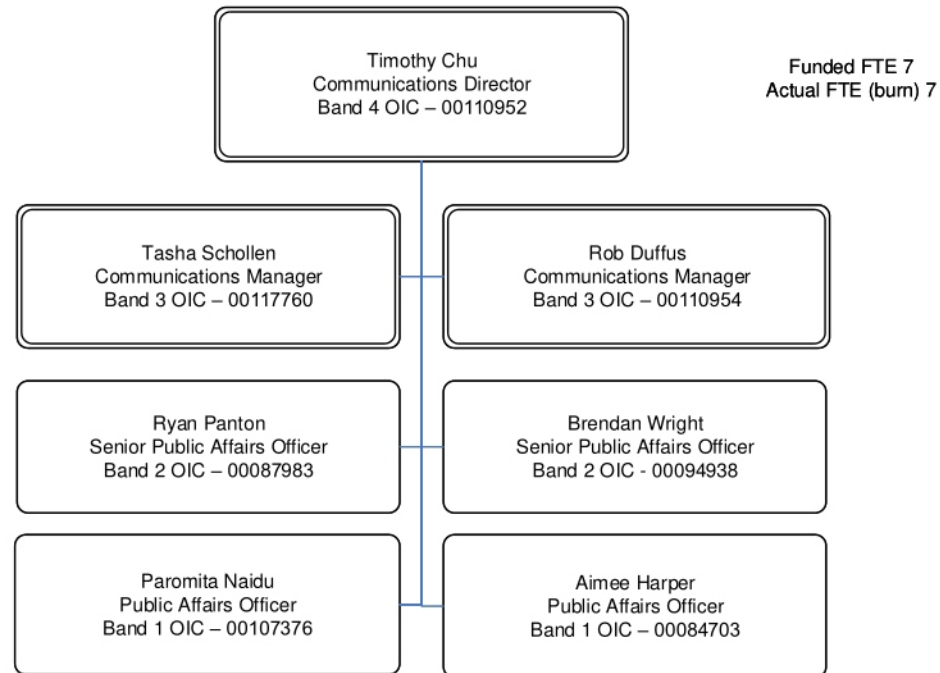 Timothy Chu
Communications Director
Band 4 OIC – 00110952
Funded FTE 7
Actual FTE (burn) 7
Tasha Schollen
Communications Manager
Band 3 OIC – 00117760
Rob Duffus
Communications Manager
Band 3 OIC – 00110954
Ryan Panton
Senior Public Affairs Officer
Band 2 OIC – 00087983
Brendan Wright
Senior Public Affairs Officer
Band 2 OIC - 00094938
Paromita Naidu
Public Affairs Officer
Band 1 OIC – 00107376
Aimee Harper
Public Affairs Officer
Band 1 OIC – 00084703